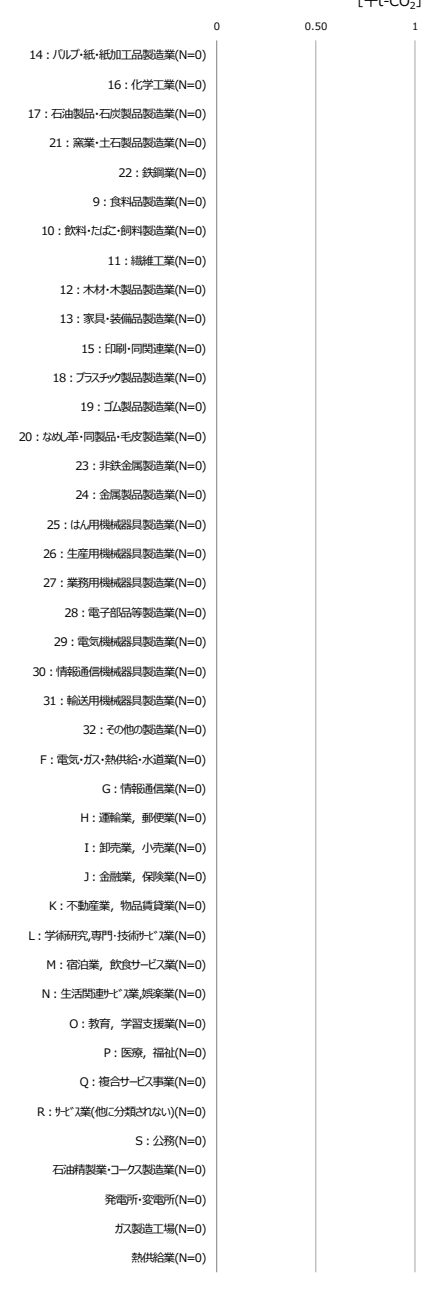 [千t-CO₂]
0 0.50 1
14：パルプ・紙・紙加工品製造業(N=0)
16：化学工業(N=0)
17：石油製品・石炭製品製造業(N=0)
21：窯業・土石製品製造業(N=0)
22：鉄鋼業(N=0)
9：食料品製造業(N=0)
10：飲料・たばこ・飼料製造業(N=0)
11：繊維工業(N=0)
12：木材・木製品製造業(N=0)
13：家具・装備品製造業(N=0)
15：印刷・同関連業(N=0)
18：プラスチック製品製造業(N=0)
19：ゴム製品製造業(N=0)
20：なめし革・同製品・毛皮製造業(N=0)
23：非鉄金属製造業(N=0)
24：金属製品製造業(N=0)
25：はん用機械器具製造業(N=0)
26：生産用機械器具製造業(N=0)
27：業務用機械器具製造業(N=0)
28：電子部品等製造業(N=0)
29：電気機械器具製造業(N=0)
30：情報通信機械器具製造業(N=0)
31：輸送用機械器具製造業(N=0)
32：その他の製造業(N=0)
F：電気・ガス・熱供給・水道業(N=0)
G：情報通信業(N=0)
H：運輸業，郵便業(N=0)
I：卸売業，小売業(N=0)
J：金融業，保険業(N=0)
K：不動産業，物品賃貸業(N=0)
L：学術研究,専門・技術ｻｰﾋﾞｽ業(N=0)
M：宿泊業，飲食サービス業(N=0)
N：生活関連ｻｰﾋﾞｽ業,娯楽業(N=0)
O：教育，学習支援業(N=0)
P：医療，福祉(N=0)
Q：複合サービス事業(N=0)
R：ｻｰﾋﾞｽ業(他に分類されない)(N=0)
S：公務(N=0)
石油精製業・コークス製造業(N=0)
発電所・変電所(N=0)
ガス製造工場(N=0)
熱供給業(N=0)